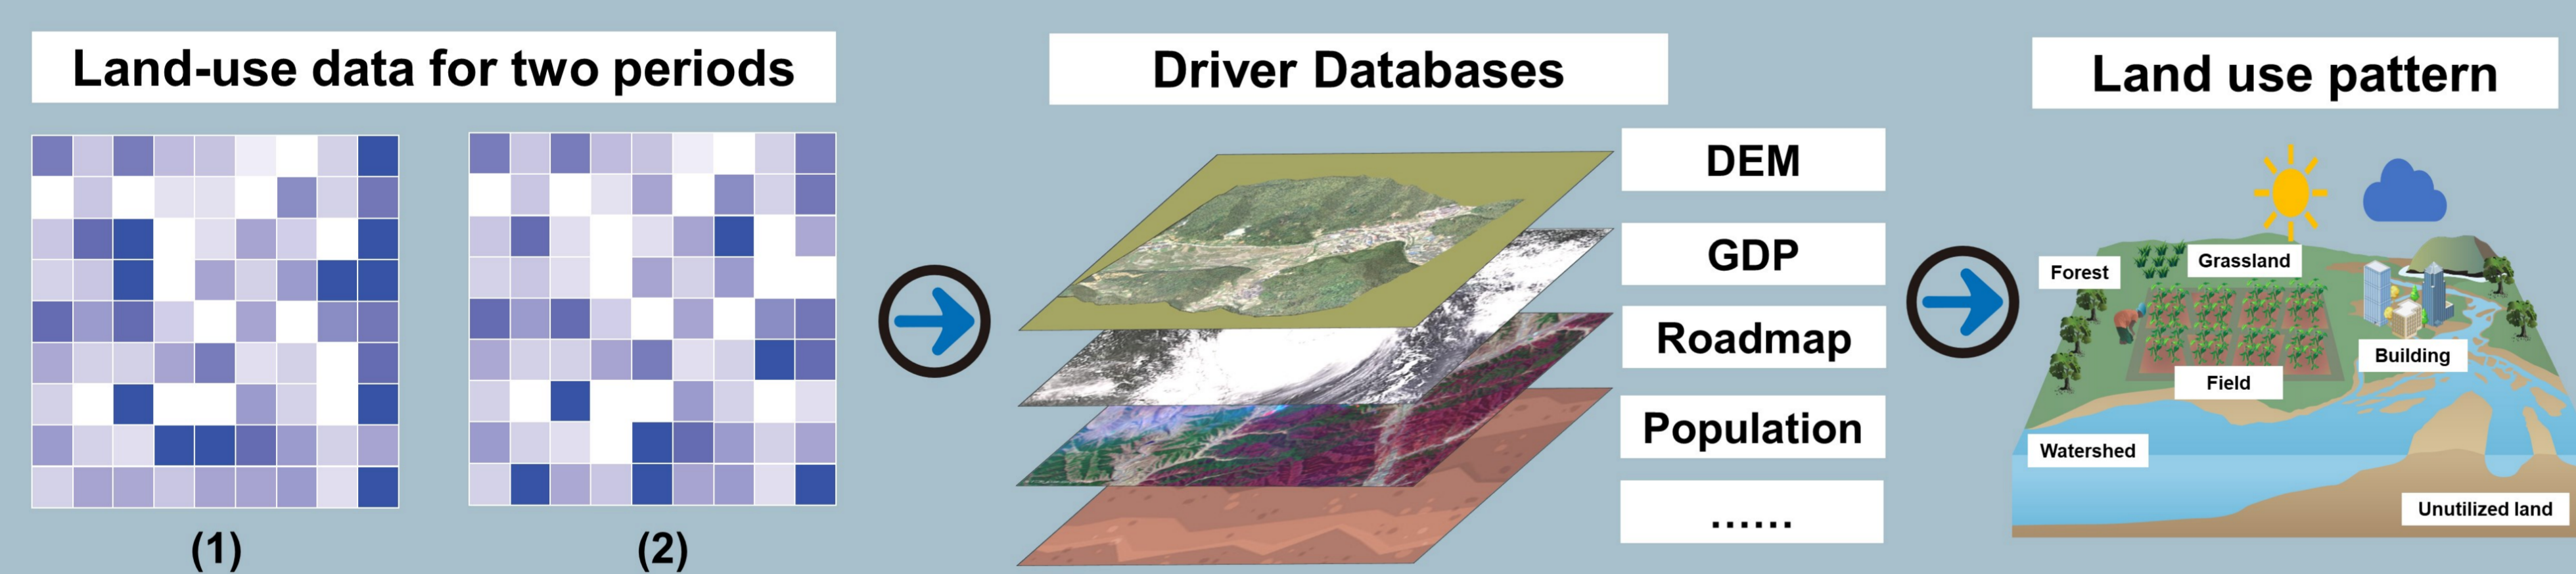 Land-use data for two periods
(1)
(2)
Driver Databases
DEM
GDP
Roadmap
Population
......
Land use pattern
Forest
Grassland
Building
Field
Watershed
Unutilized land